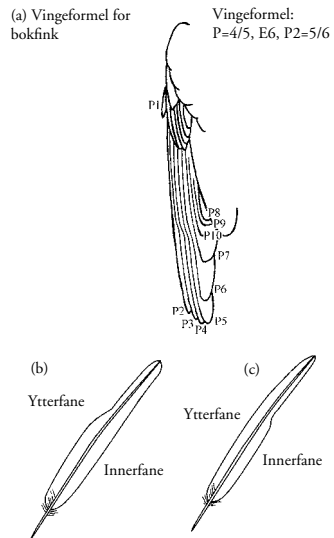 (a) Vingeformel for
bokfink
Vingeformel:
P=4/5, E6, P2=5/6
P1
P8
P9
P10
P7
P6
P2
P3
P4
P5
(b)
Ytterfane
Innerfane
(c)
Ytterfane
Innerfane